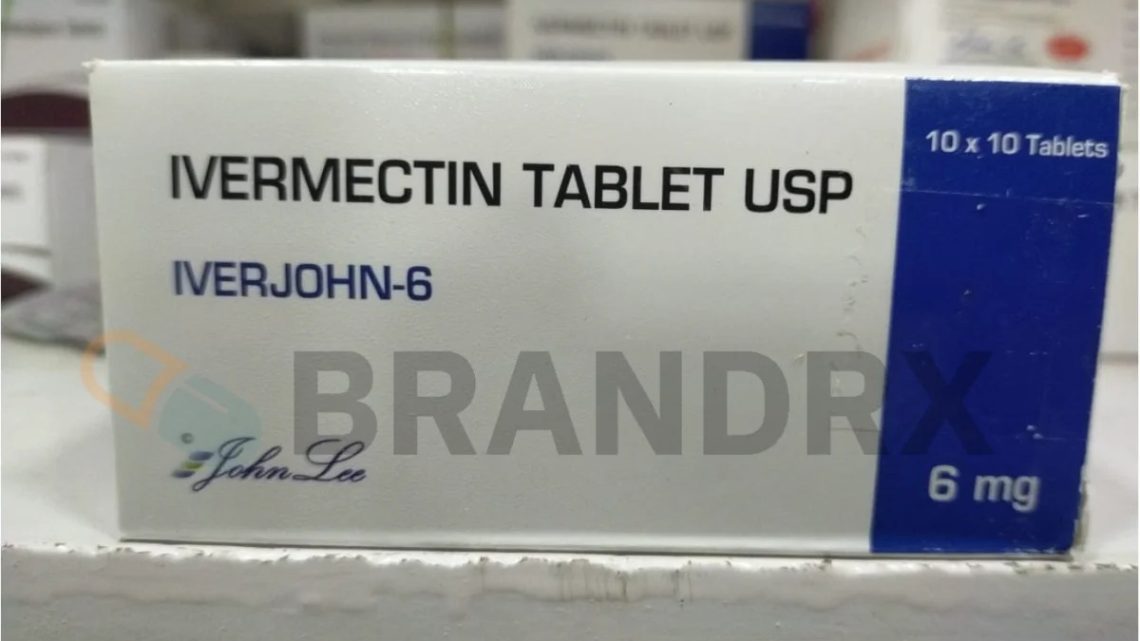 IVERMECTIN TABLET USP
10 x 10 Tablets
IVERJOHN-6
BRANDRX
©
John Lee
6 mg